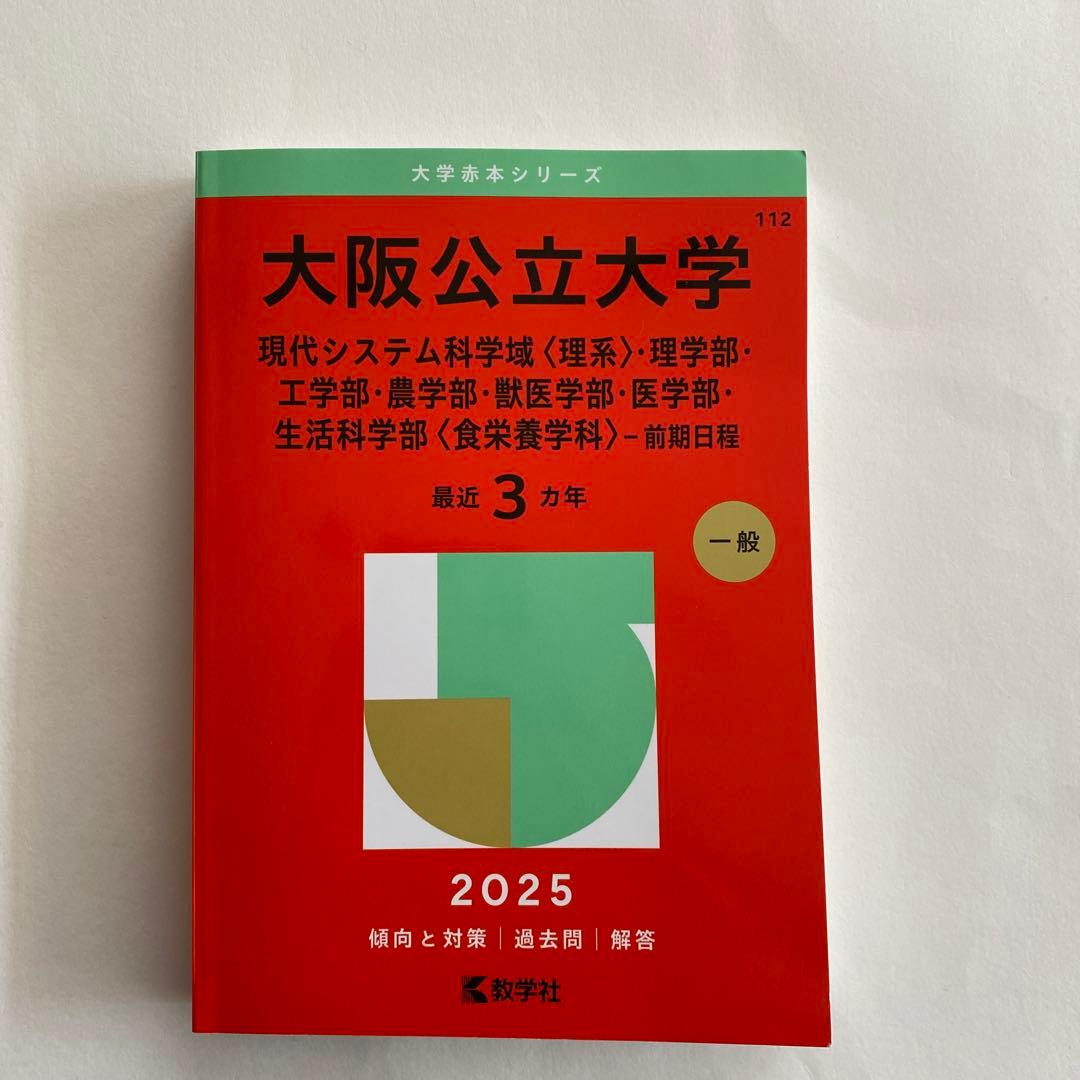 大学赤本シリーズ
112
大阪公立大学
現代システム科学域〈理系〉・理学部・
工学部・農学部・獣医学部・医学部・
生活科学部〈食栄養学科〉－前期日程
最近3カ年
一般
2025
傾向と対策｜過去問｜解答
教学社